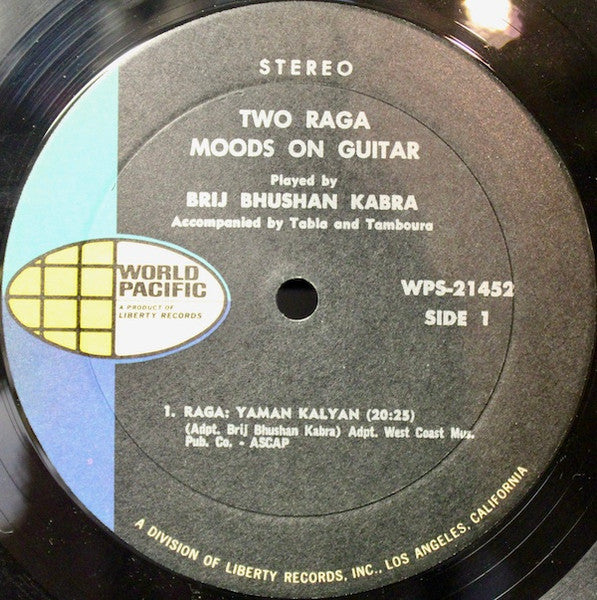 STEREO
TWO RAGA
MOODS ON GUITAR
Played by
BRIJ BHUSHAN KABRA
Accompanied by Tabla and Tamboura
WORLD
PACIFIC
A PRODUCT OF
LIBERTY RECORDS
WPS-21452
SIDE 1
1. RAGA: YAMAN KALYAN (20:25)
(Adpt. Brij Bhushan Kabra) Adpt. West Coast Mus.
Pub. Co. - ASCAP
A DIVISION OF LIBERTY RECORDS, INC., LOS ANGELES, CALIFORNIA